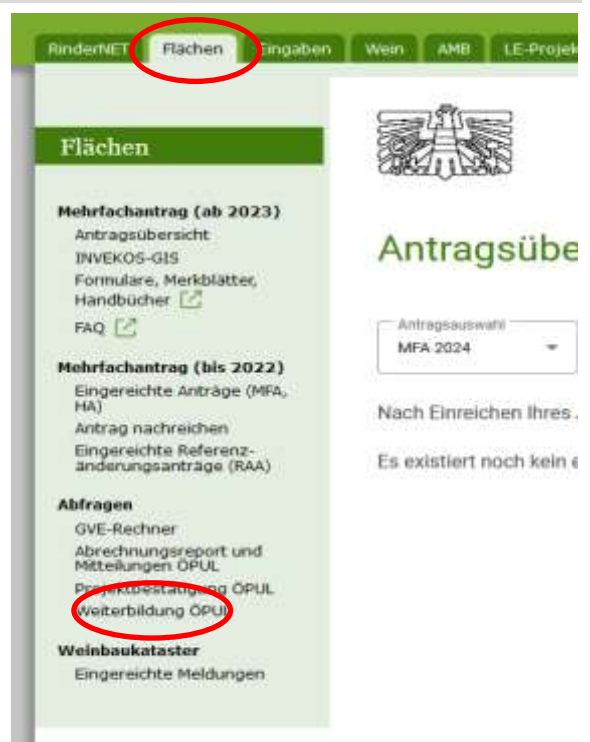 RinderNET Flächen Eingaben Wein AMB LE-Projek
Flächen
Mehrfachantrag (ab 2023)
Antragsübersicht
INVEKOS-GIS
Formulare, Merkblätter,
Handbücher
FAQ
Mehrfachantrag (bis 2022)
Eingereichte Anträge (MFA,
HA)
Antrag nachreichen
Eingereichte Referenz-
änderungsanträge (RAA)
Abfragen
GVE-Rechner
Abrechnungsreport und
Mitteilungen ÖPUL
Projektbestätigung ÖPUL
Weiterbildung ÖPUL
Weinbaukataster
Eingereichte Meldungen
Antragsübe
Antragsauswahl
MFA 2024
Nach Einreichen Ihres
Es existiert noch kein e